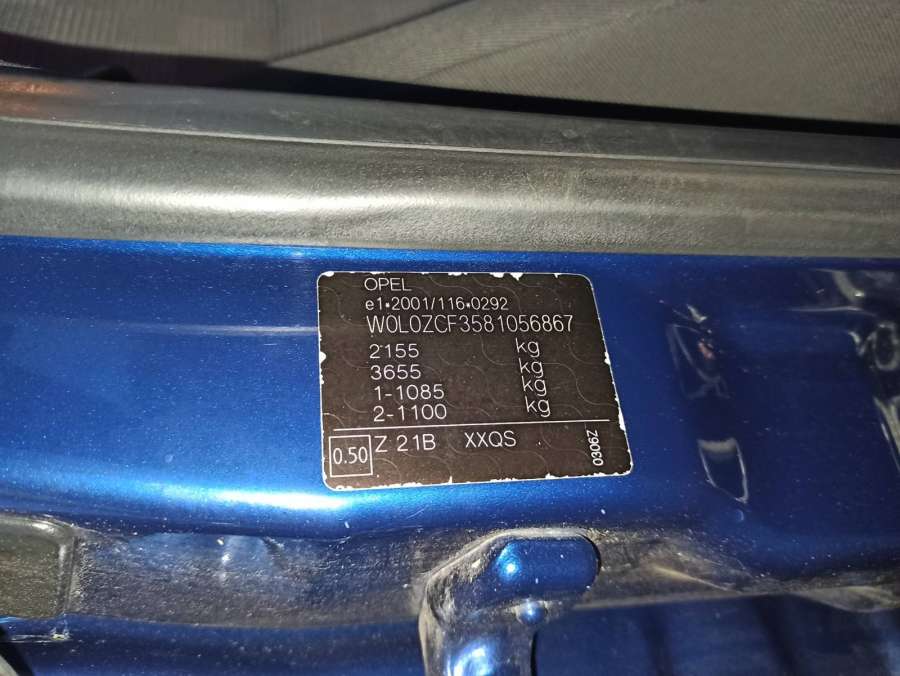 OPEL
e1*2001/116*0292
W0L0ZCF3581056867
2155 kg
3655 kg
1-1085 kg
2-1100 kg
0.50 Z 21B XXQS
0306Z